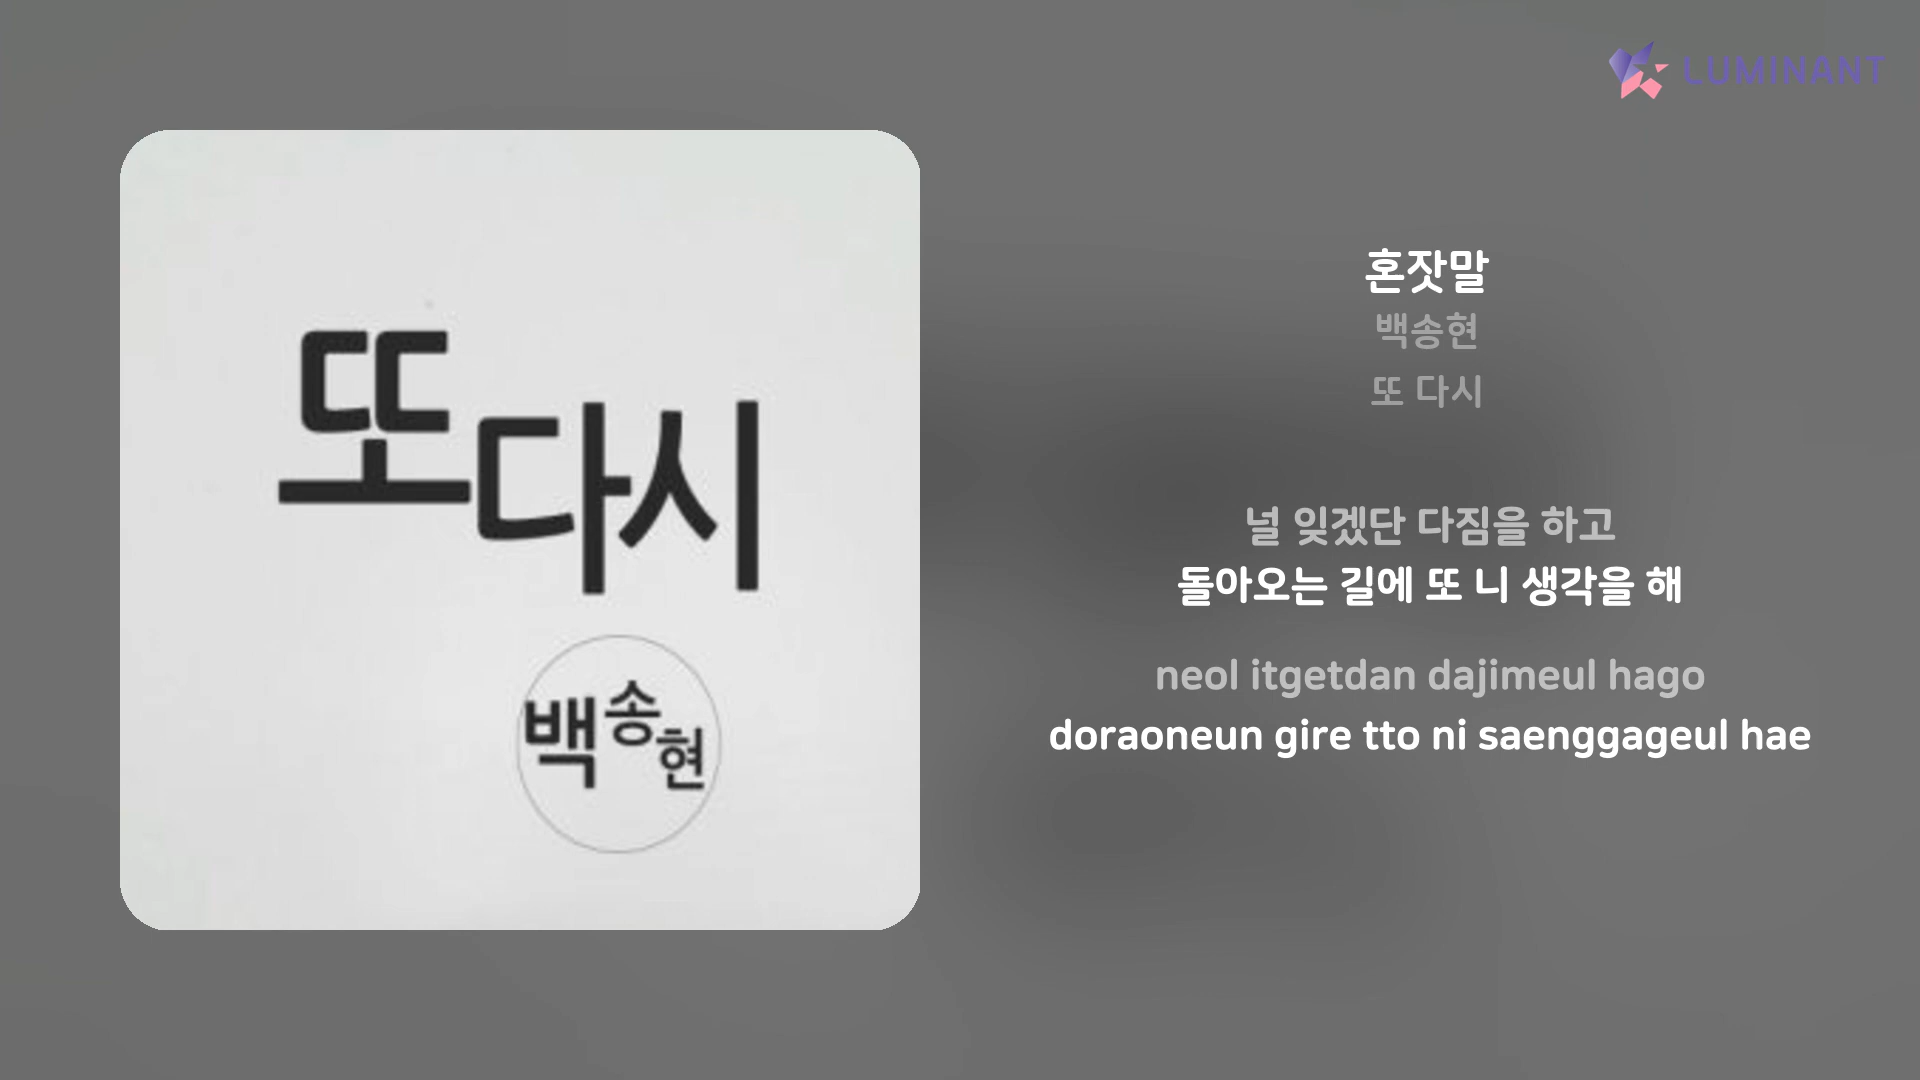 또다시
백송현
LUMINANT
혼잣말
백송현
또 다시
널 잊겠단 다짐을 하고
돌아오는 길에 또 니 생각을 해
neol itgetdan dajimeul hago
doraoneun gire tto ni saenggageul hae